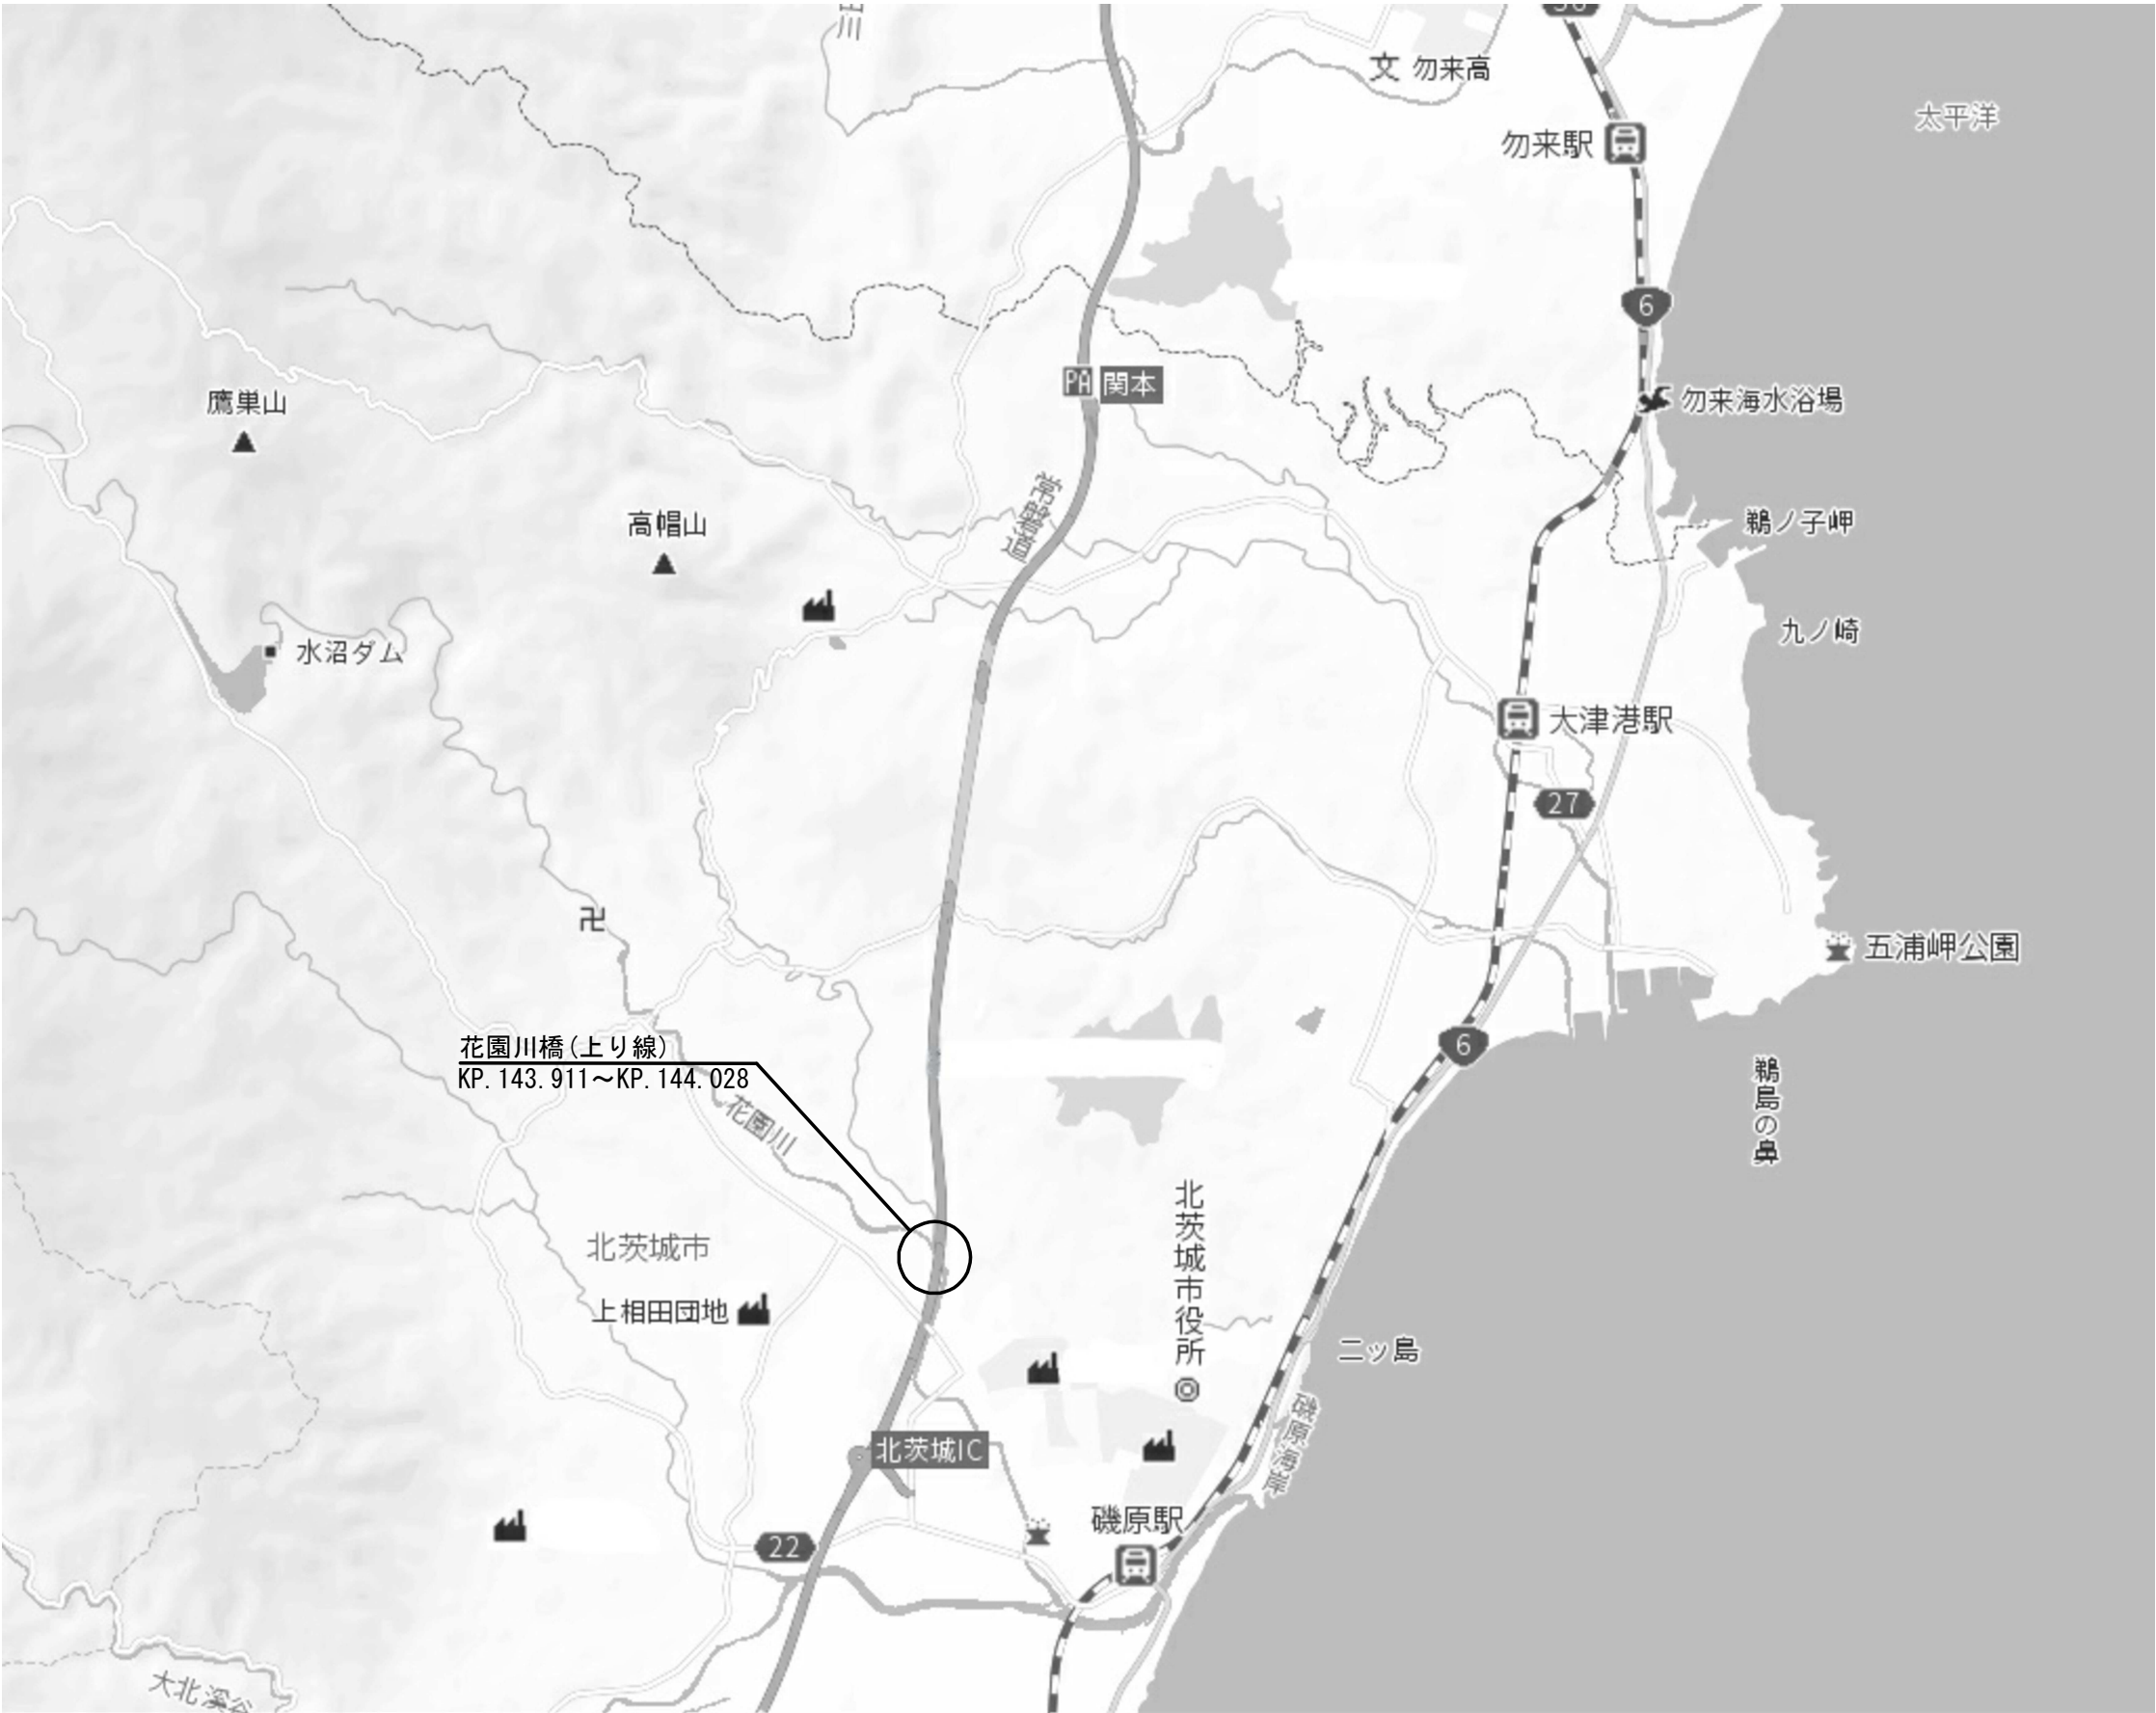 勿来高
太平洋
勿来駅
6
PA 関本
鷹巣山
勿来海水浴場
常磐道
高帽山
鵜ノ子岬
九ノ崎
水沼ダム
大津港駅
27
五浦岬公園
花園川橋(上り線)
KP.143.911～KP.144.028
6
鵜島の鼻
花園川
北茨城市役所
北茨城市
上相田団地
二ッ島
磯原海岸
北茨城IC
磯原駅
22
大北渓谷